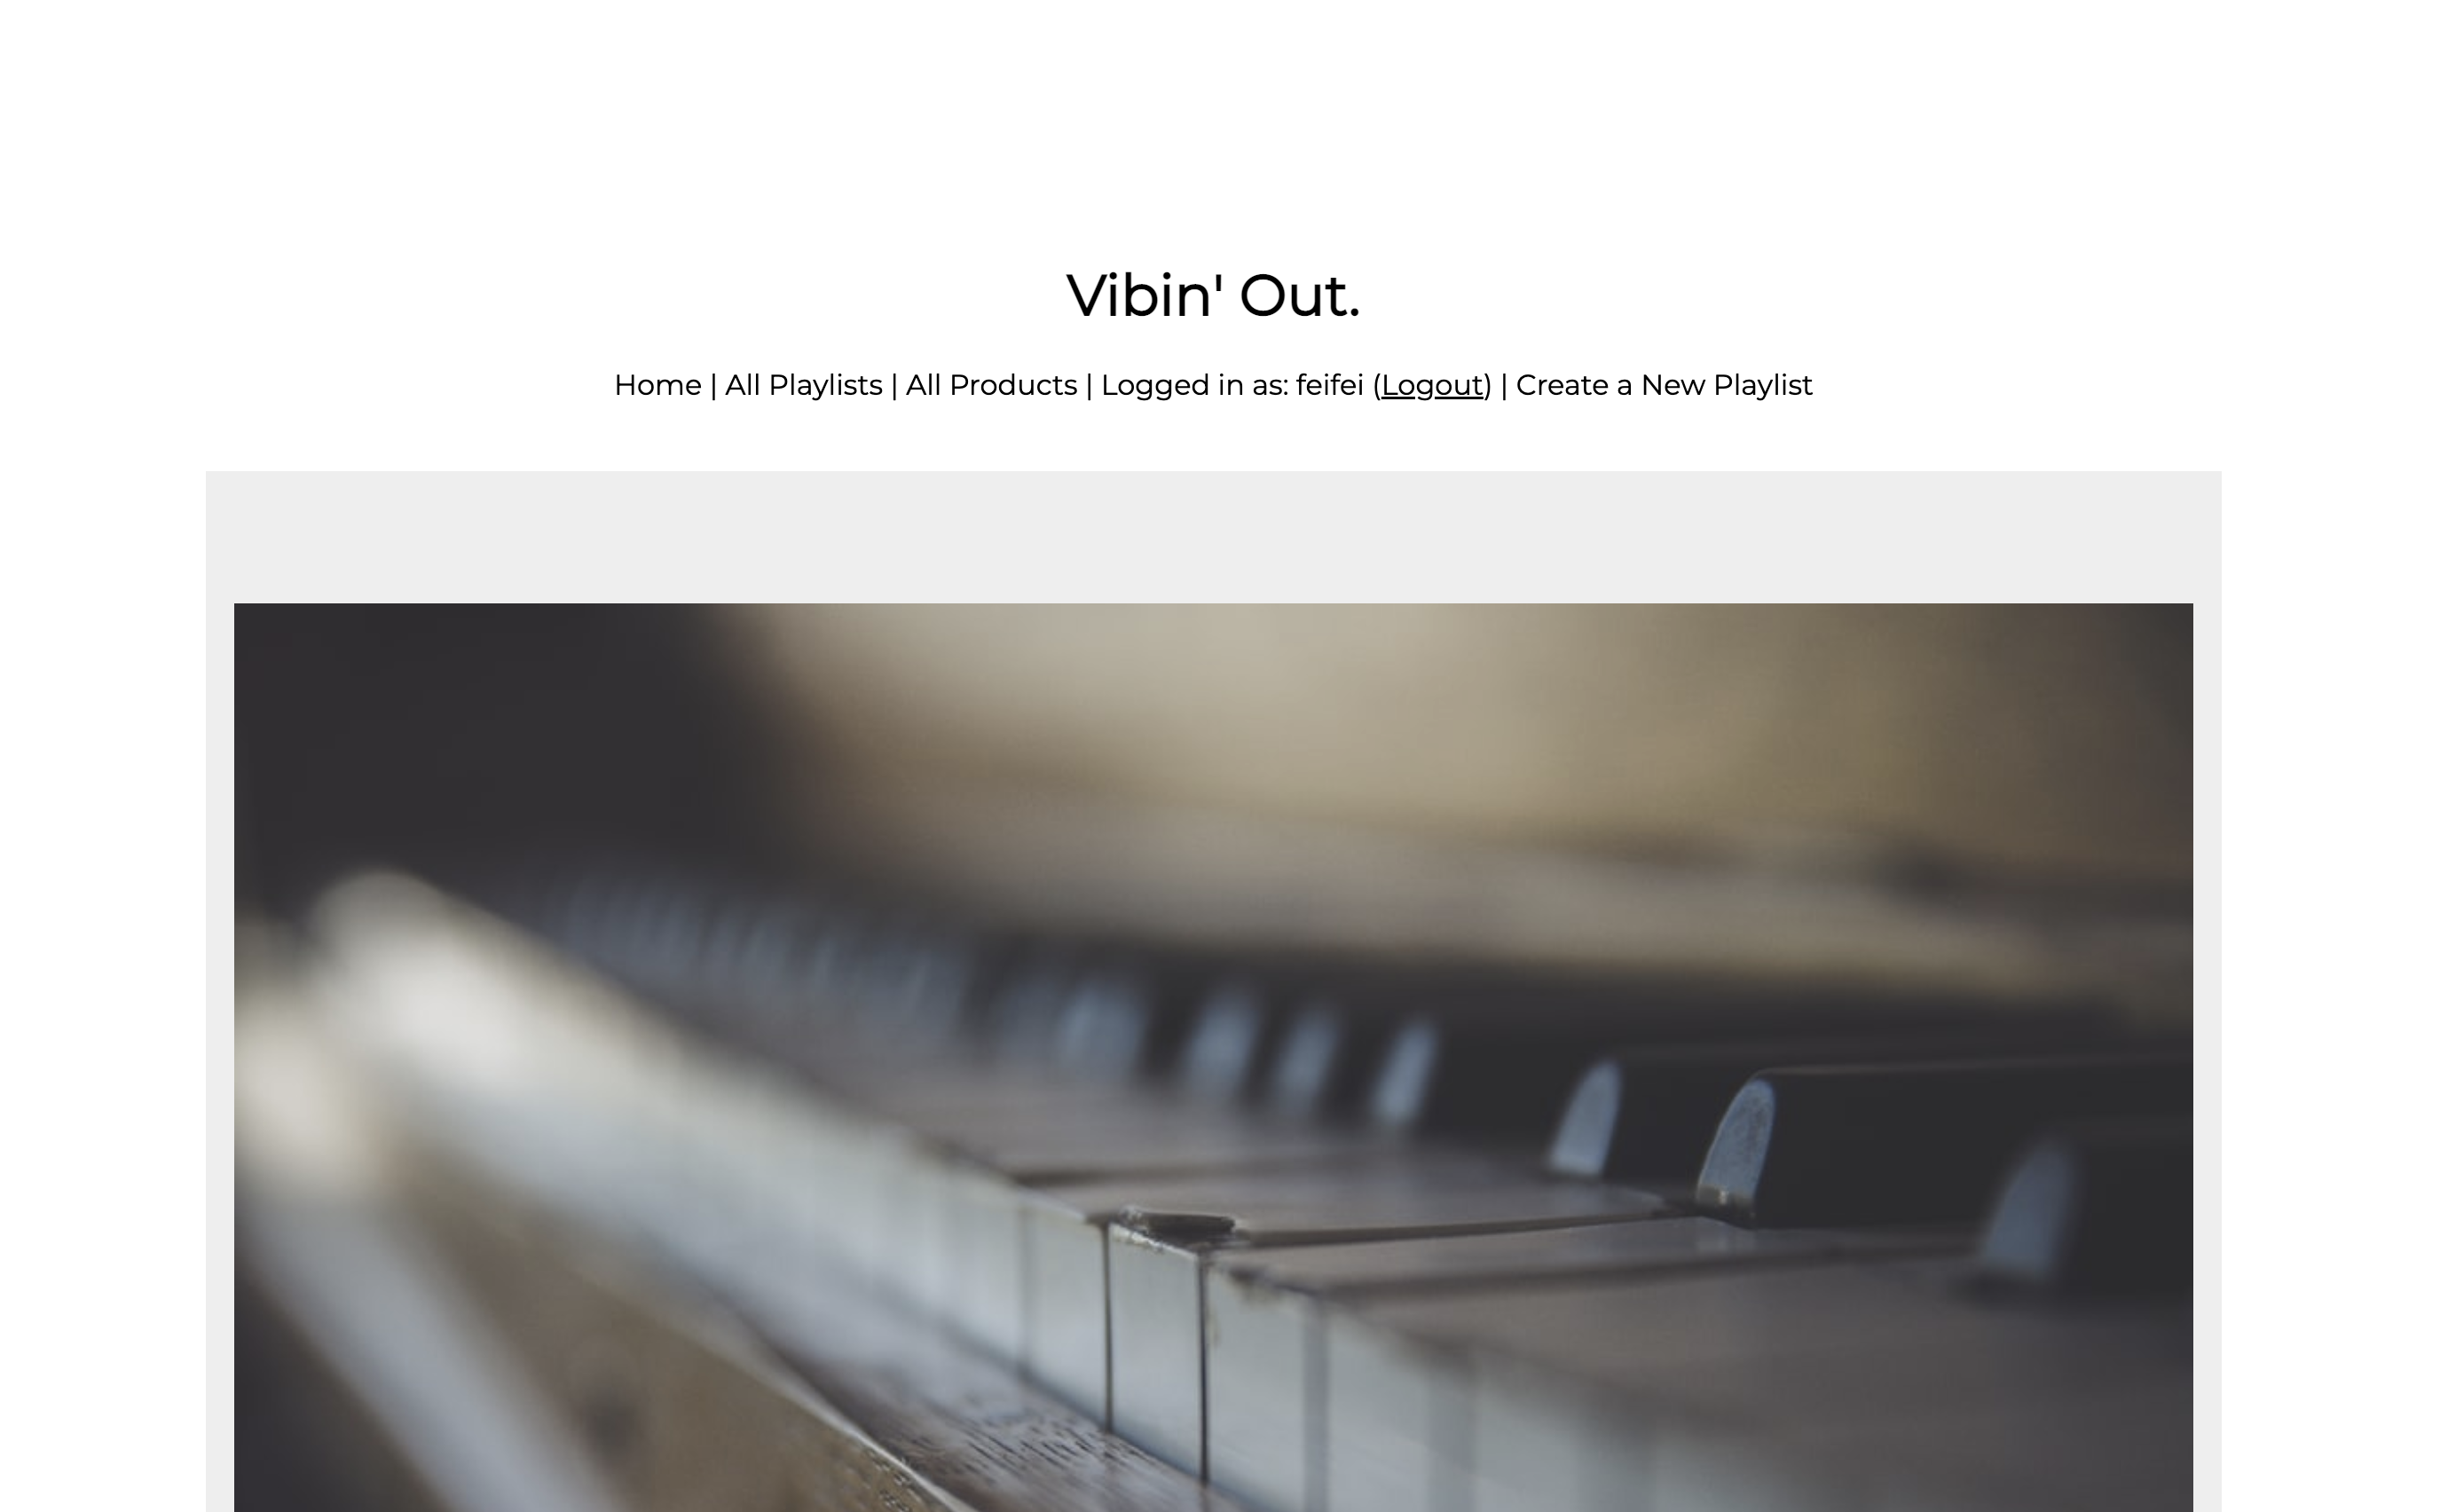 Vibin' Out.
Home | All Playlists | All Products | Logged in as: feifei (Logout) | Create a New Playlist